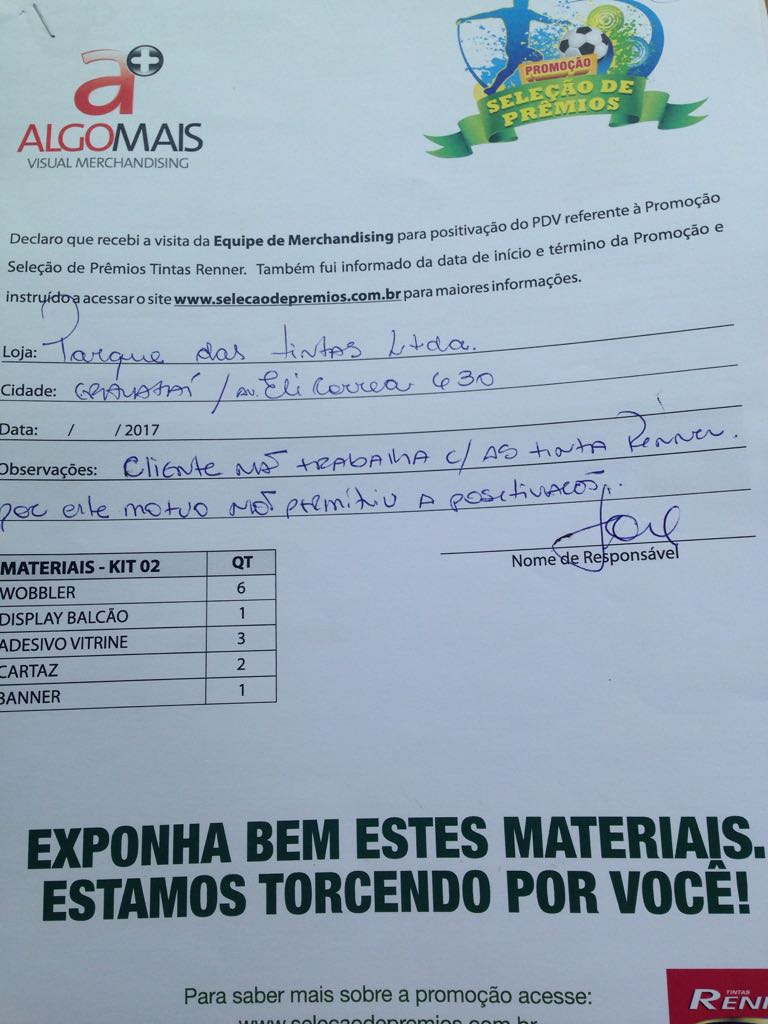 a+
ALGOMAIS
VISUAL MERCHANDISING
PROMOÇÃO
SELEÇÃO DE
PRÊMIOS
Declaro que recebi a visita da Equipe de Merchandising para positivação do PDV referente à Promoção
Seleção de Prêmios Tintas Renner. Também fui informado da data de início e término da Promoção e
instruído a acessar o site www.selecaodepremios.com.br para maiores informações.
Loja: Parque das tintas Ltda.
Cidade: GRAVATAÍ / AV. Eli Correa 630
Data: / / 2017
Observações: Cliente não trabalha c/ as tinta Renner.
por este motivo não permitiu a positivação.
Nome de Responsável
MATERIAIS - KIT 02 QT
WOBBLER 6
DISPLAY BALCÃO 1
ADESIVO VITRINE 3
CARTAZ 2
BANNER 1
EXPONHA BEM ESTES MATERIAIS.
ESTAMOS TORCENDO POR VOCÊ!
Para saber mais sobre a promoção acesse:
www.selecaodepremios.com.br
TINTAS
RENN